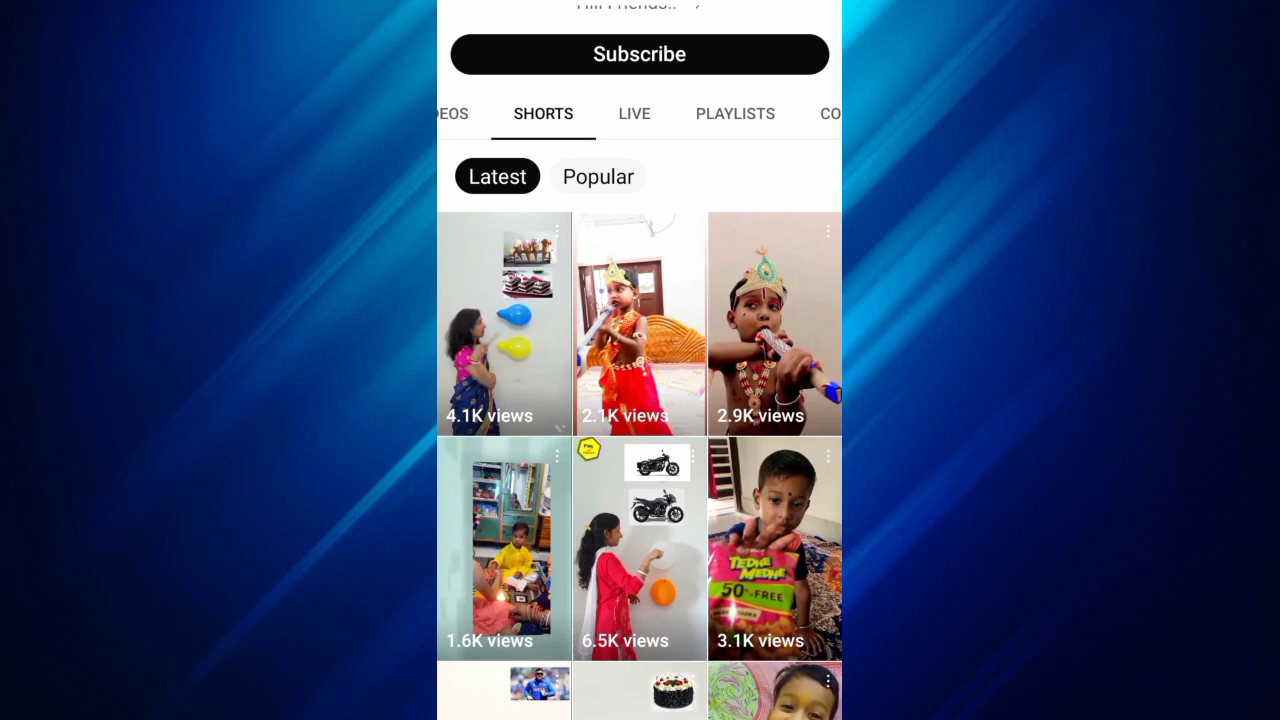 Subscribe
SHORTS
LIVE
PLAYLISTS
Latest
Popular
4.1K views
2.1K views
2.9K views
1.6K views
6.5K views
TEDHE
MEDHE
50% FREE
3.1K views